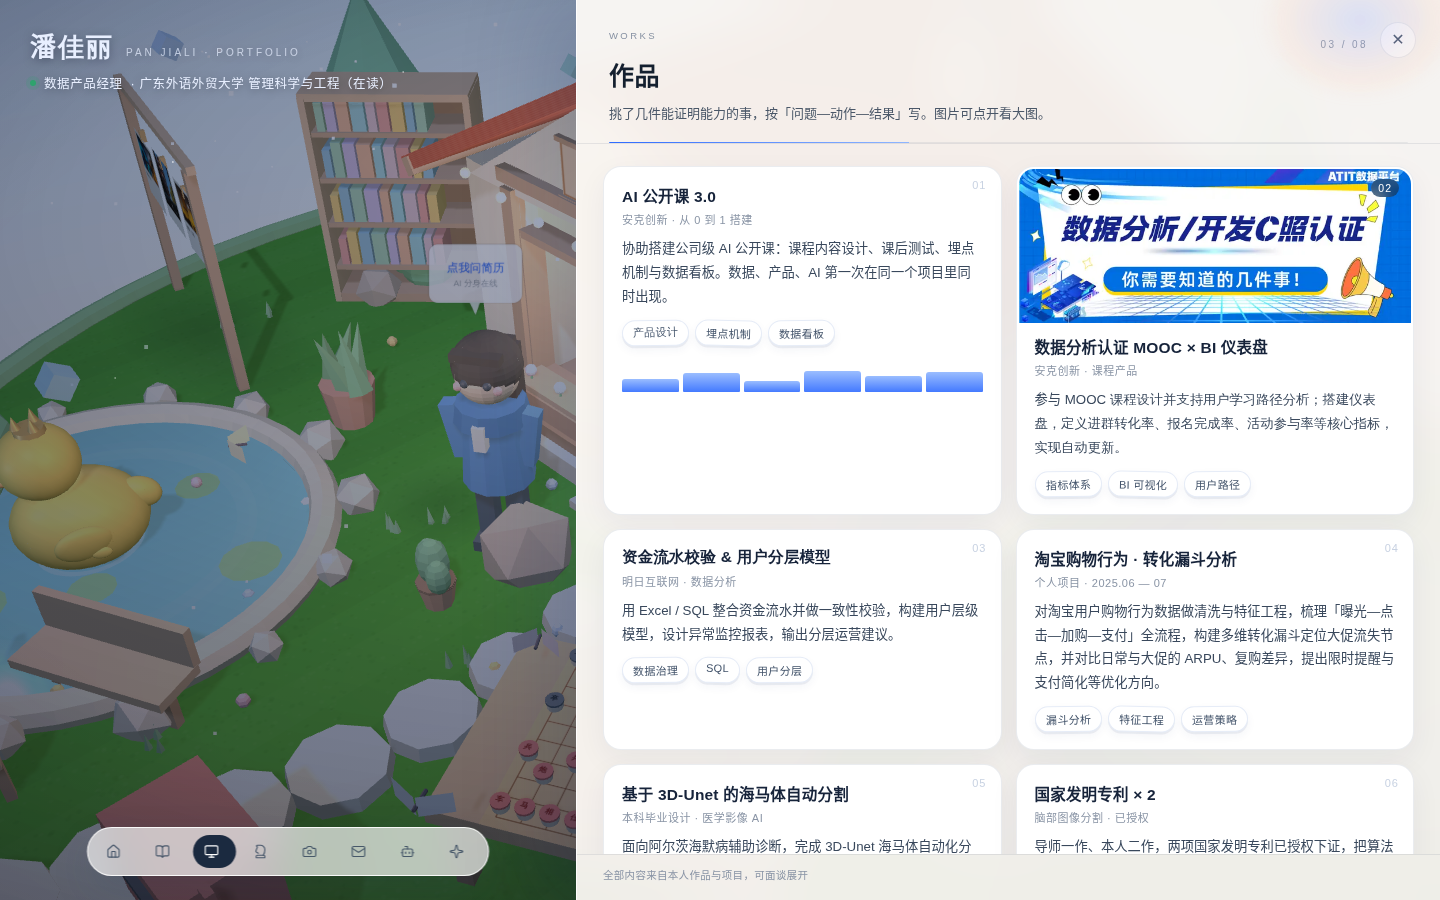 潘佳丽 PAN JIALI · PORTFOLIO
数据产品经理 · 广东外语外贸大学 管理科学与工程（在读）
点我问简历
AI 分身在线
WORKS
03 / 08
作品
挑了几件能证明能力的事，按「问题—动作—结果」写。图片可点开看大图。
01
AI 公开课 3.0
安克创新 · 从 0 到 1 搭建
协助搭建公司级 AI 公开课：课程内容设计、课后测试、埋点
机制与数据看板。数据、产品、AI 第一次在同一个项目里同
时出现。
产品设计 埋点机制 数据看板
ATIT数据平台
02
数据分析/开发C照认证
你需要知道的几件事！
数据分析认证 MOOC × BI 仪表盘
安克创新 · 课程产品
参与 MOOC 课程设计并支持用户学习路径分析；搭建仪表
盘，定义进群转化率、报名完成率、活动参与率等核心指标，
实现自动更新。
指标体系 BI 可视化 用户路径
03
资金流水校验 & 用户分层模型
明日互联网 · 数据分析
用 Excel / SQL 整合资金流水并做一致性校验，构建用户层级
模型，设计异常监控报表，输出分层运营建议。
数据治理 SQL 用户分层
04
淘宝购物行为 · 转化漏斗分析
个人项目 · 2025.06 — 07
对淘宝用户购物行为数据做清洗与特征工程，梳理「曝光—点
击—加购—支付」全流程，构建多维转化漏斗定位大促流失节
点，并对比日常与大促的 ARPU、复购差异，提出限时提醒与
支付简化等优化方向。
漏斗分析 特征工程 运营策略
05
基于 3D-Unet 的海马体自动分割
本科毕业设计 · 医学影像 AI
面向阿尔茨海默病辅助诊断，完成 3D-Unet 海马体自动化分
06
国家发明专利 × 2
脑部图像分割 · 已授权
导师一作、本人二作，两项国家发明专利已授权下证，把算法
全部内容来自本人作品与项目，可面谈展开